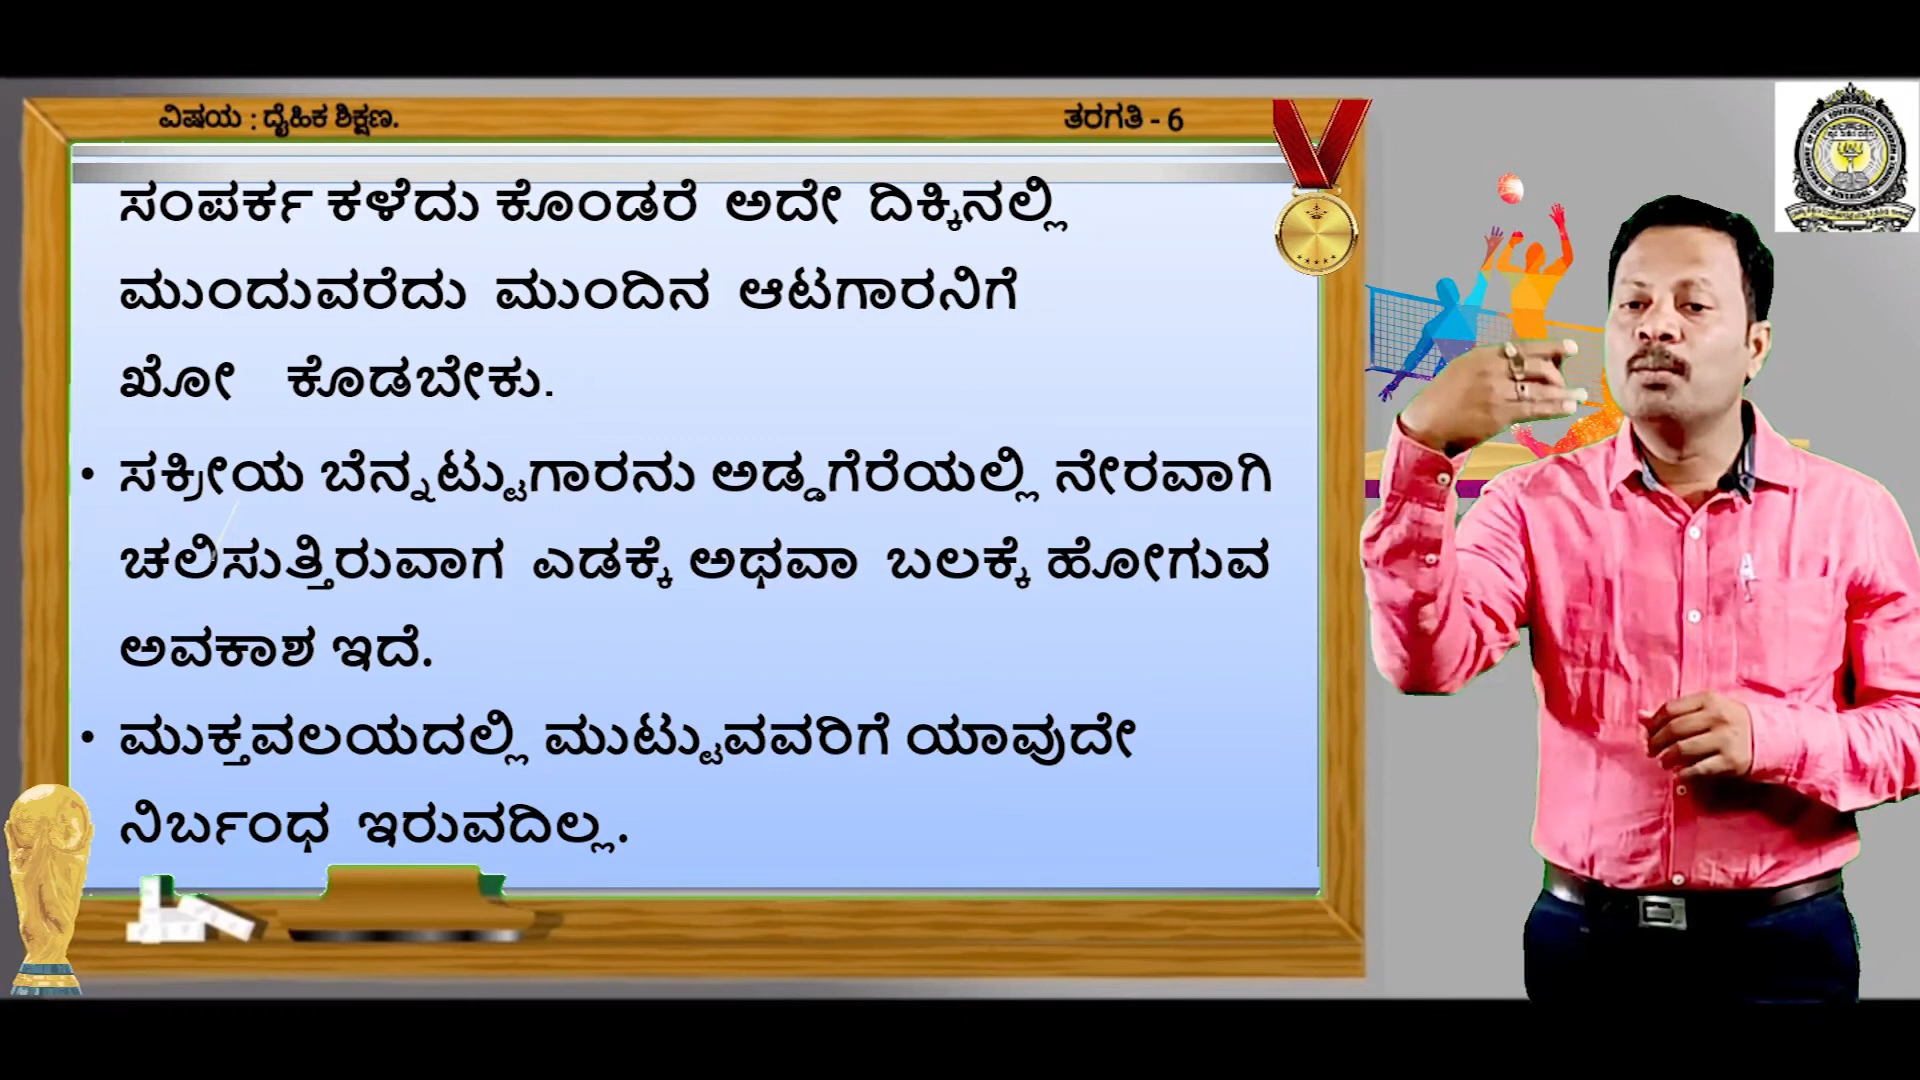 ವಿಷಯ : ದೈಹಿಕ ಶಿಕ್ಷಣ.
ತರಗತಿ - 6
ಸಂಪರ್ಕ ಕಳೆದು ಕೊಂಡರೆ ಅದೇ ದಿಕ್ಕಿನಲ್ಲಿ
ಮುಂದುವರೆದು ಮುಂದಿನ ಆಟಗಾರನಿಗೆ
ಖೋ ಕೊಡಬೇಕು.
• ಸಕ್ರೀಯ ಬೆನ್ನಟ್ಟುಗಾರನು ಅಡ್ಡಗೆರೆಯಲ್ಲಿ ನೇರವಾಗಿ
ಚಲಿಸುತ್ತಿರುವಾಗ ಎಡಕ್ಕೆ ಅಥವಾ ಬಲಕ್ಕೆ ಹೋಗುವ
ಅವಕಾಶ ಇದೆ.
• ಮುಕ್ತವಲಯದಲ್ಲಿ ಮುಟ್ಟುವವರಿಗೆ ಯಾವುದೇ
ನಿರ್ಬಂಧ ಇರುವದಿಲ್ಲ.